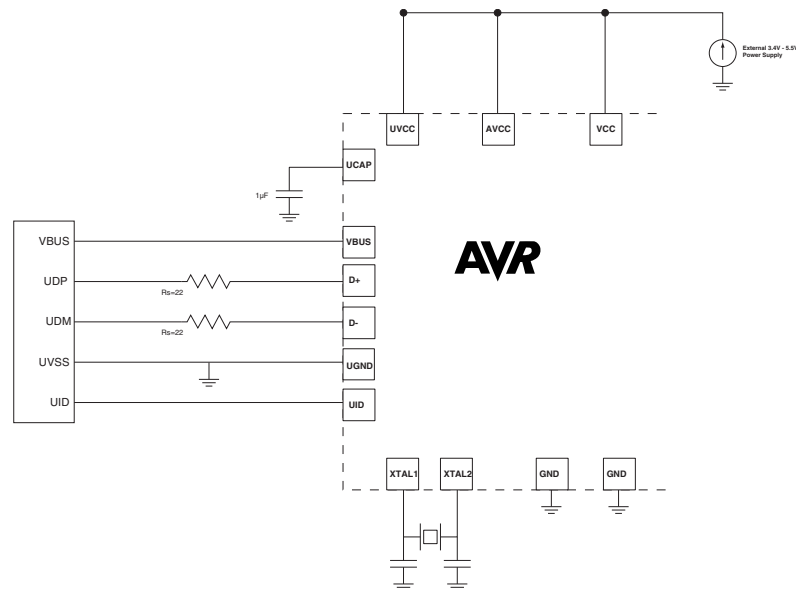 External 3.4V - 5.5V
Power Supply
UVCC
AVCC
VCC
UCAP
1µF
VBUS
VBUS
UDP
Rs=22
D+
AVR
UDM
Rs=22
D-
UVSS
UGND
UID
UID
XTAL1
XTAL2
GND
GND